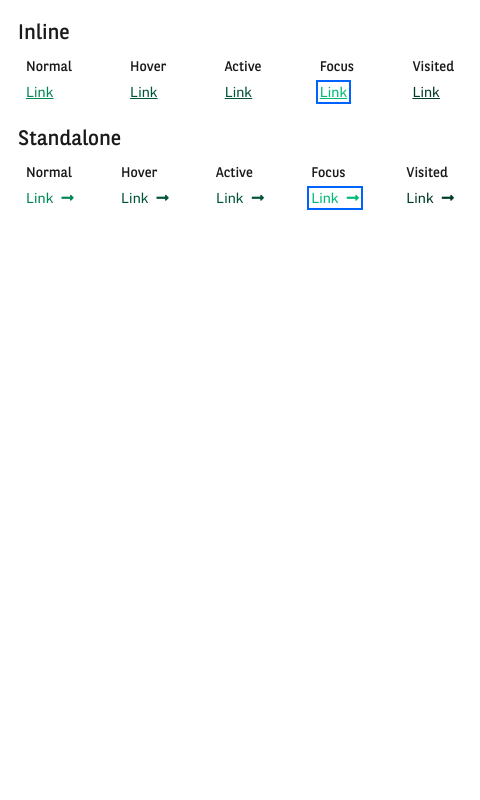 Inline
Normal Hover Active Focus Visited
Link Link Link Link Link
Standalone
Normal Hover Active Focus Visited
Link → Link → Link → Link → Link →